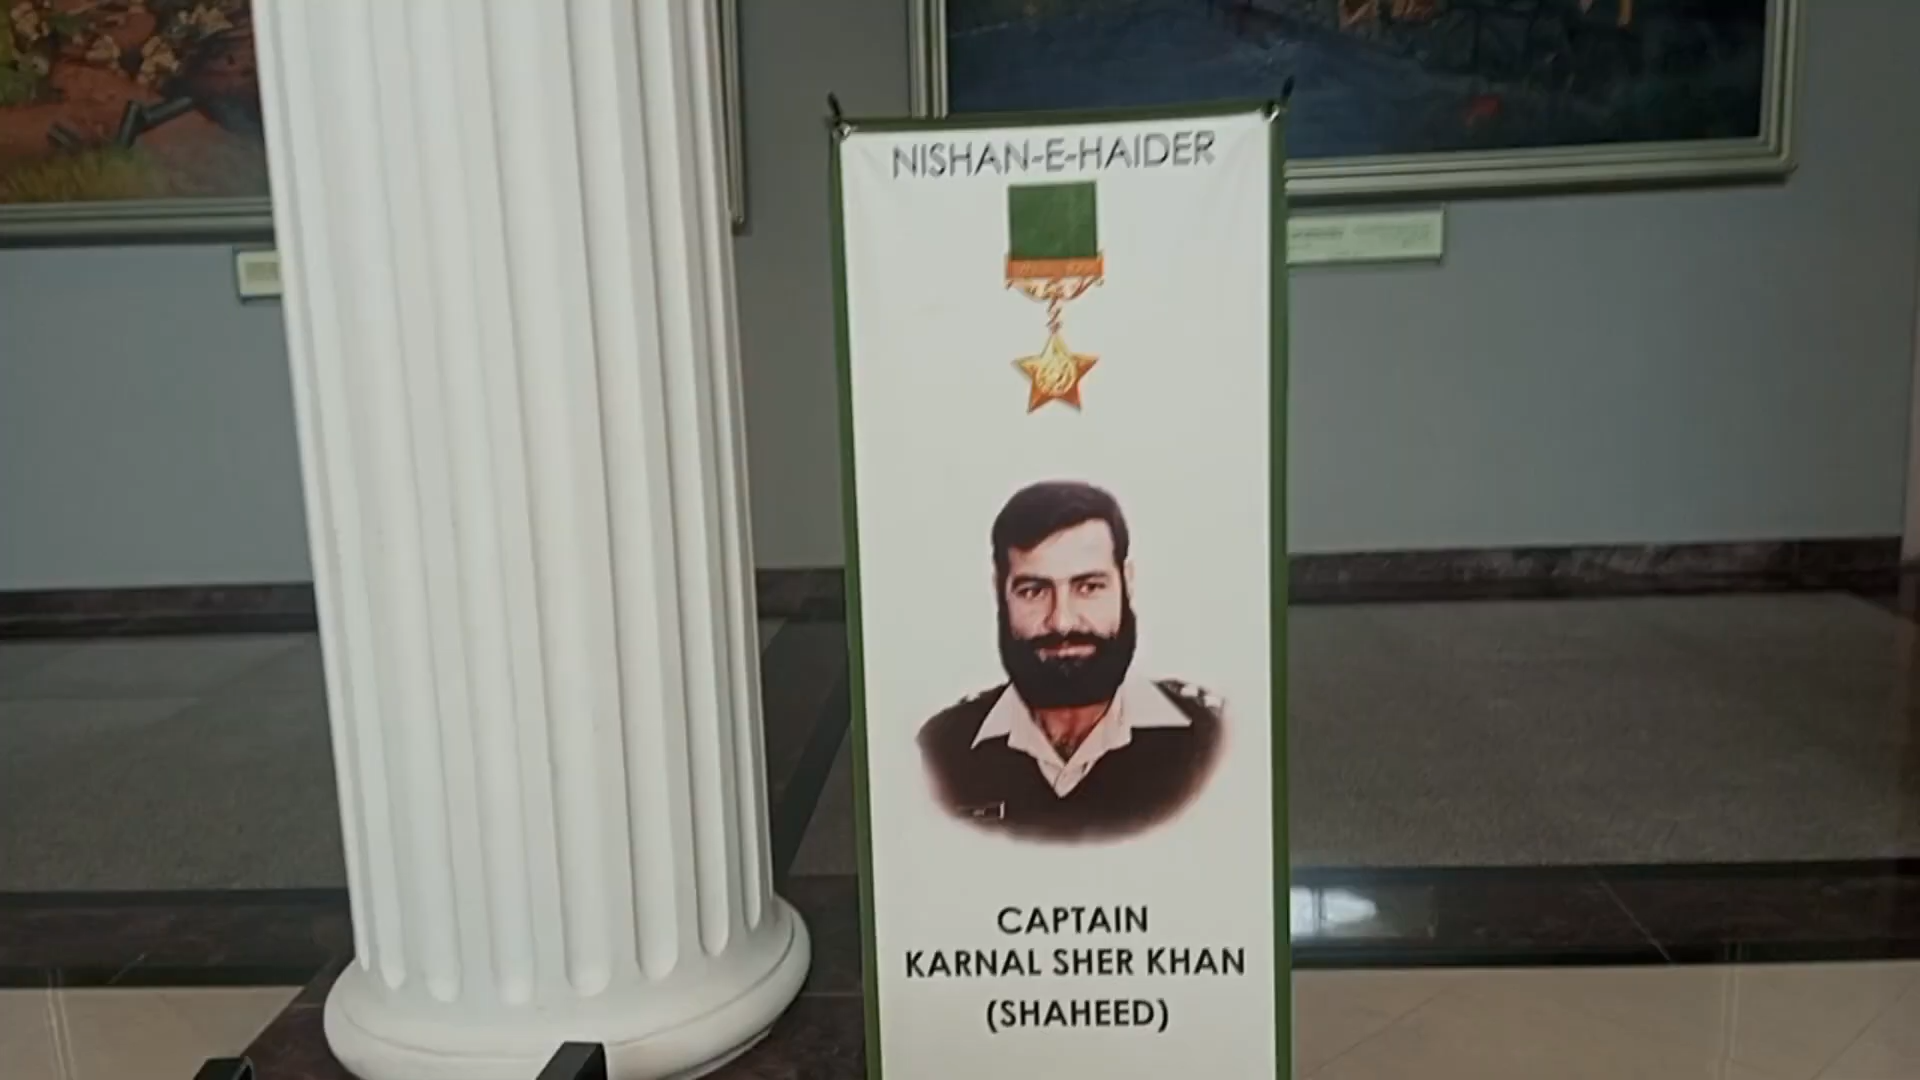 NISHAN-E-HAIDER
CAPTAIN
KARNAL SHER KHAN
(SHAHEED)